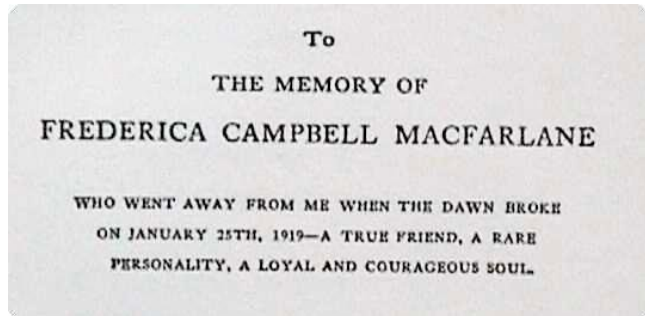 To
THE MEMORY OF
FREDERICA CAMPBELL MACFARLANE
WHO WENT AWAY FROM ME WHEN THE DAWN BROKE
ON JANUARY 25TH, 1919—A TRUE FRIEND, A RARE
PERSONALITY, A LOYAL AND COURAGEOUS SOUL.